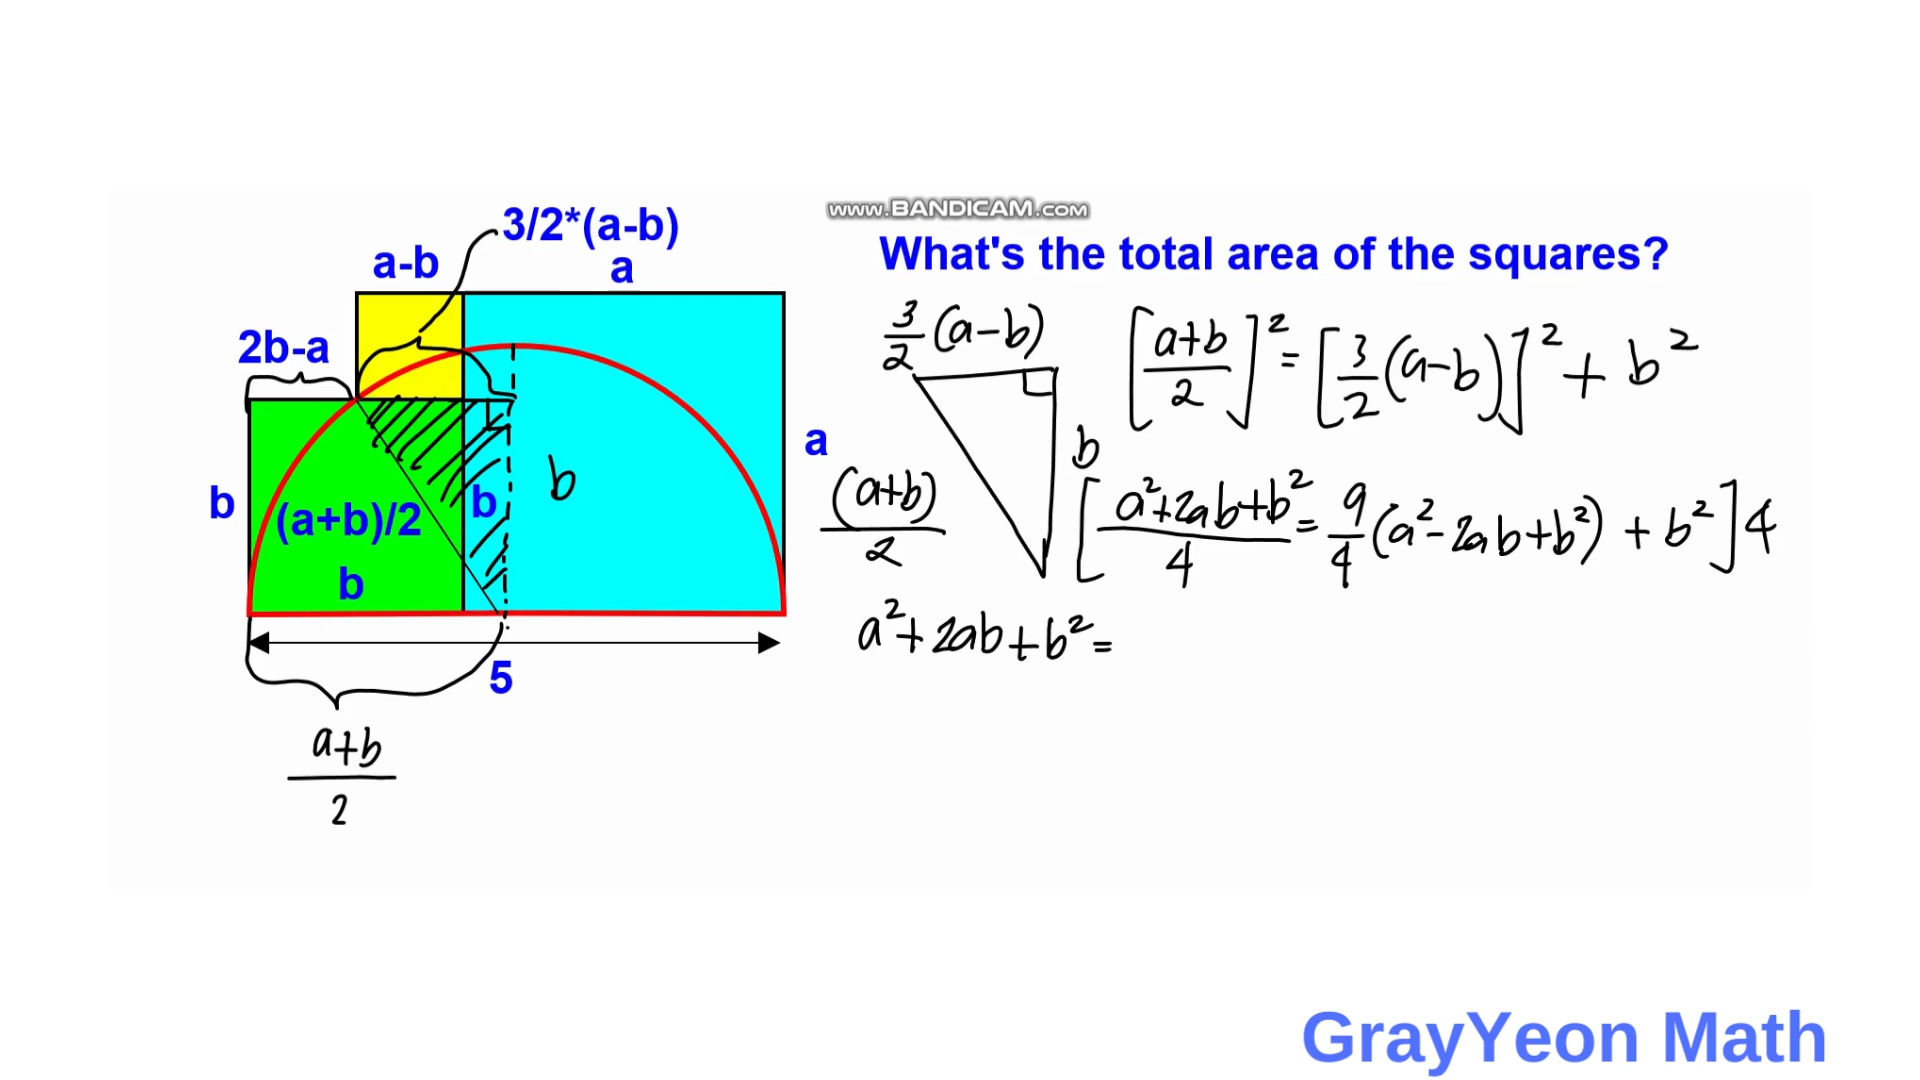 www.BANDICAM.com
3/2*(a-b)
a-b
a
What's the total area of the squares?
2b-a
3/2 (a-b)
[a+b/2]² = [3/2 (a-b)]² + b²
a
b
b
(a+b)/2
b
b
b
(a+b)/2
[a²+2ab+b²/4 = 9/4 (a²-2ab+b²) + b²] 4
b
a²+2ab+b²=
5
a+b/2
GrayYeon Math